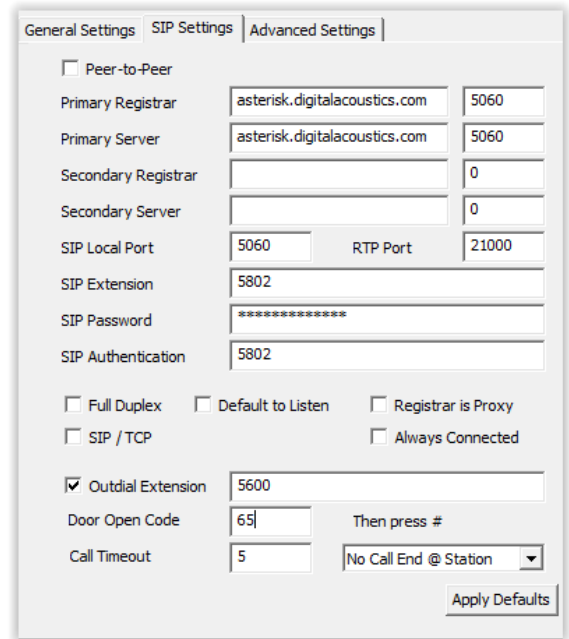 General Settings SIP Settings Advanced Settings
Peer-to-Peer
Primary Registrar asterisk.digitalacoustics.com 5060
Primary Server asterisk.digitalacoustics.com 5060
Secondary Registrar 0
Secondary Server 0
SIP Local Port 5060 RTP Port 21000
SIP Extension 5802
SIP Password *************
SIP Authentication 5802
Full Duplex Default to Listen Registrar is Proxy
SIP / TCP Always Connected
Outdial Extension 5600
Door Open Code 65 Then press #
Call Timeout 5 No Call End @ Station
Apply Defaults